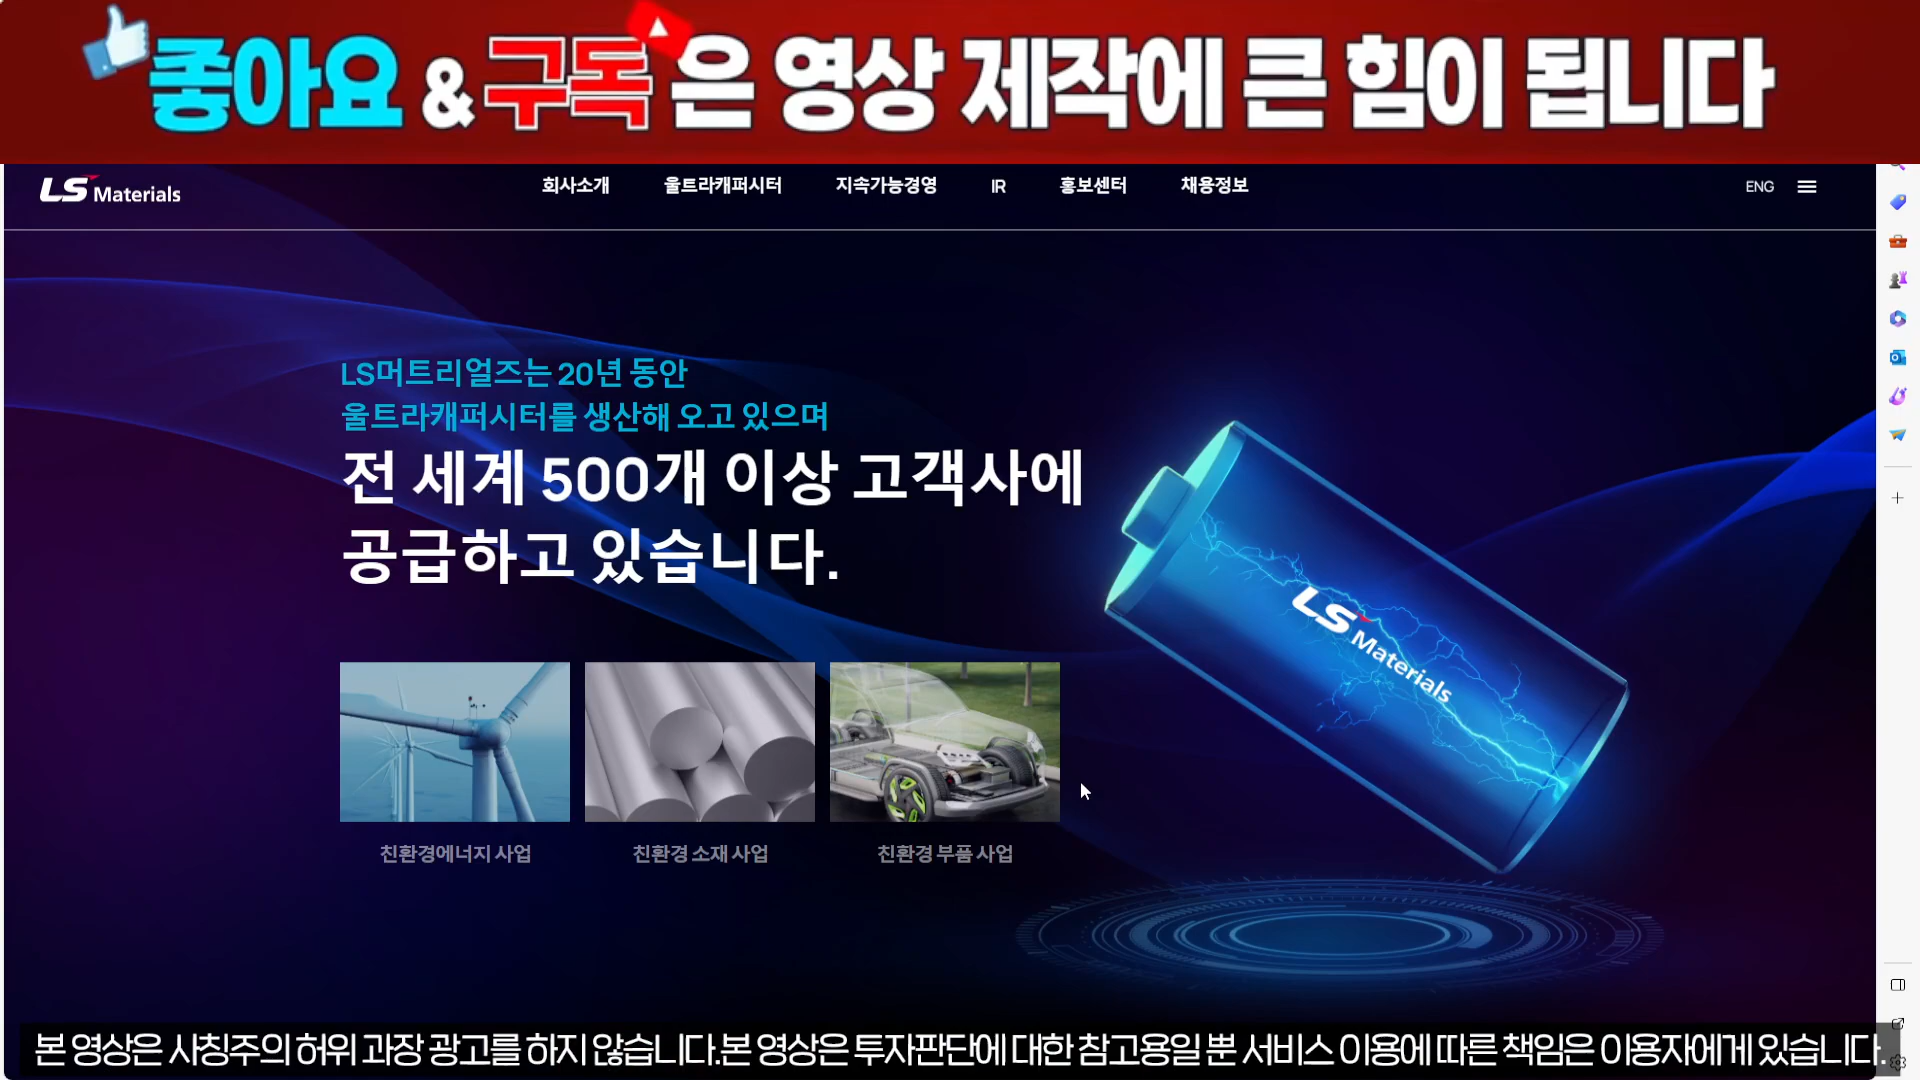 좋아요 & 구독은 영상 제작에 큰 힘이 됩니다
LS Materials
회사소개 울트라캐퍼시터 지속가능경영 IR 홍보센터 채용정보
ENG
LS머트리얼즈는 20년 동안
울트라캐퍼시터를 생산해 오고 있으며
전 세계 500개 이상 고객사에
공급하고 있습니다.
LS Materials
친환경에너지 사업
친환경 소재 사업
친환경 부품 사업
본 영상은 사칭주의 허위 과장 광고를 하지 않습니다.본 영상은 투자판단에 대한 참고용일 뿐 서비스 이용에 따른 책임은 이용자에게 있습니다.